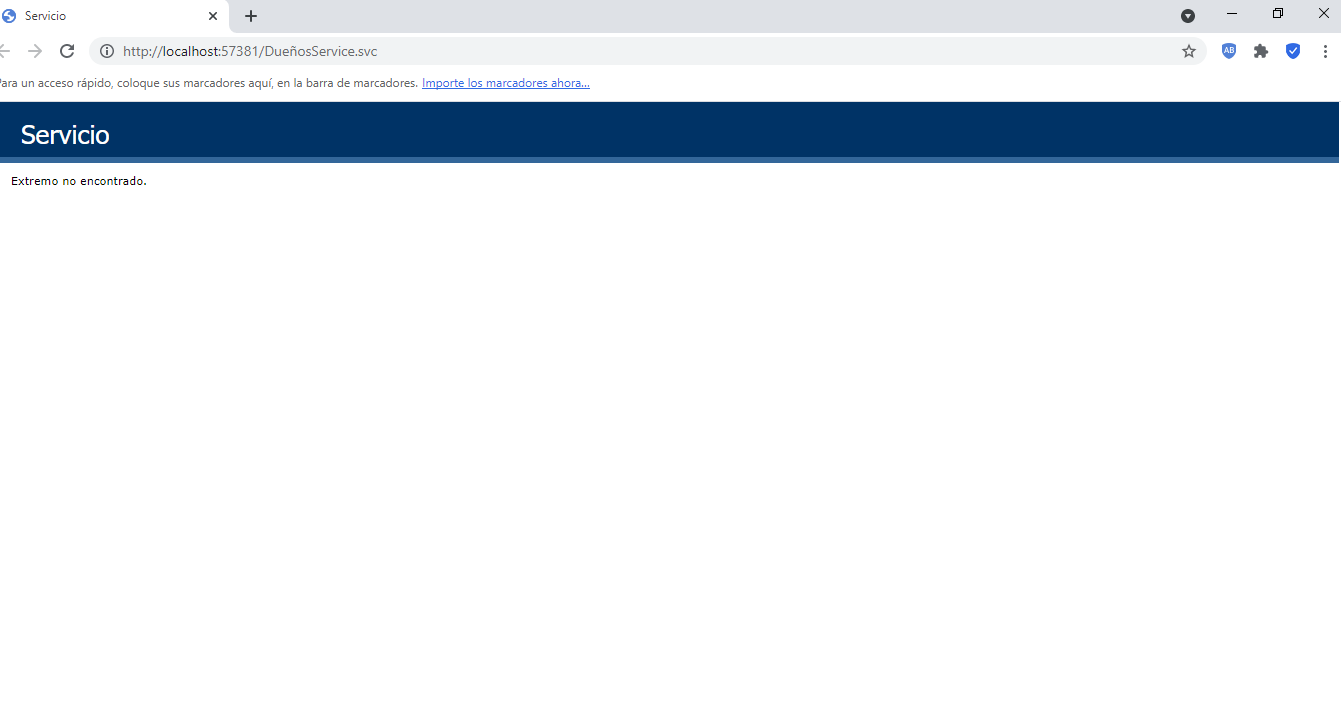 Servicio
http://localhost:57381/DueñosService.svc
AB
Para un acceso rápido, coloque sus marcadores aquí, en la barra de marcadores. Importe los marcadores ahora...
Servicio
Extremo no encontrado.